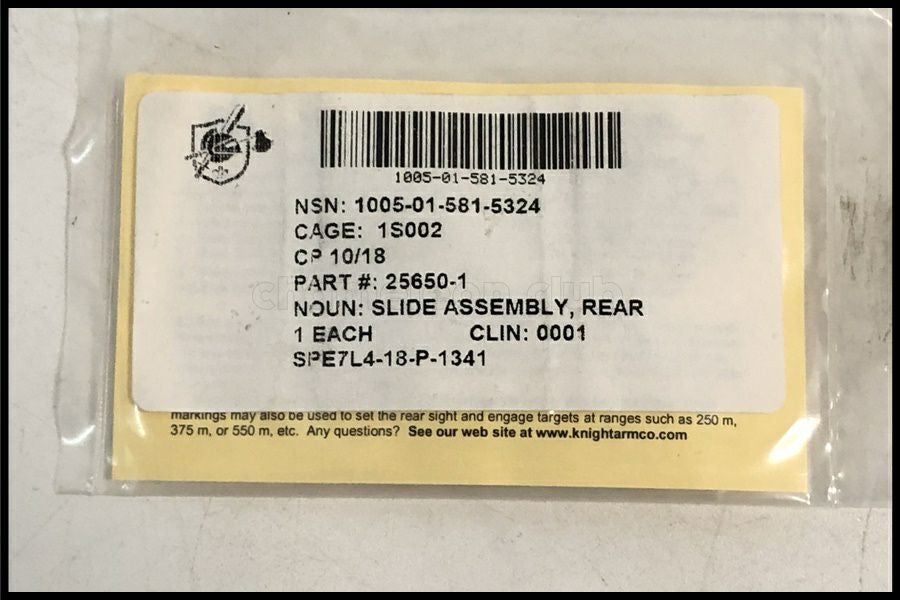 1005-01-581-5324
NSN: 1005-01-581-5324
CAGE: 1S002
CP 10/18
PART #: 25650-1
NOUN: SLIDE ASSEMBLY, REAR
1 EACH CLIN: 0001
SPE7L4-18-P-1341
markings may also be used to set the rear sight and engage targets at ranges such as 250 m,
375 m, or 550 m, etc. Any questions? See our web site at www.knightarmco.com